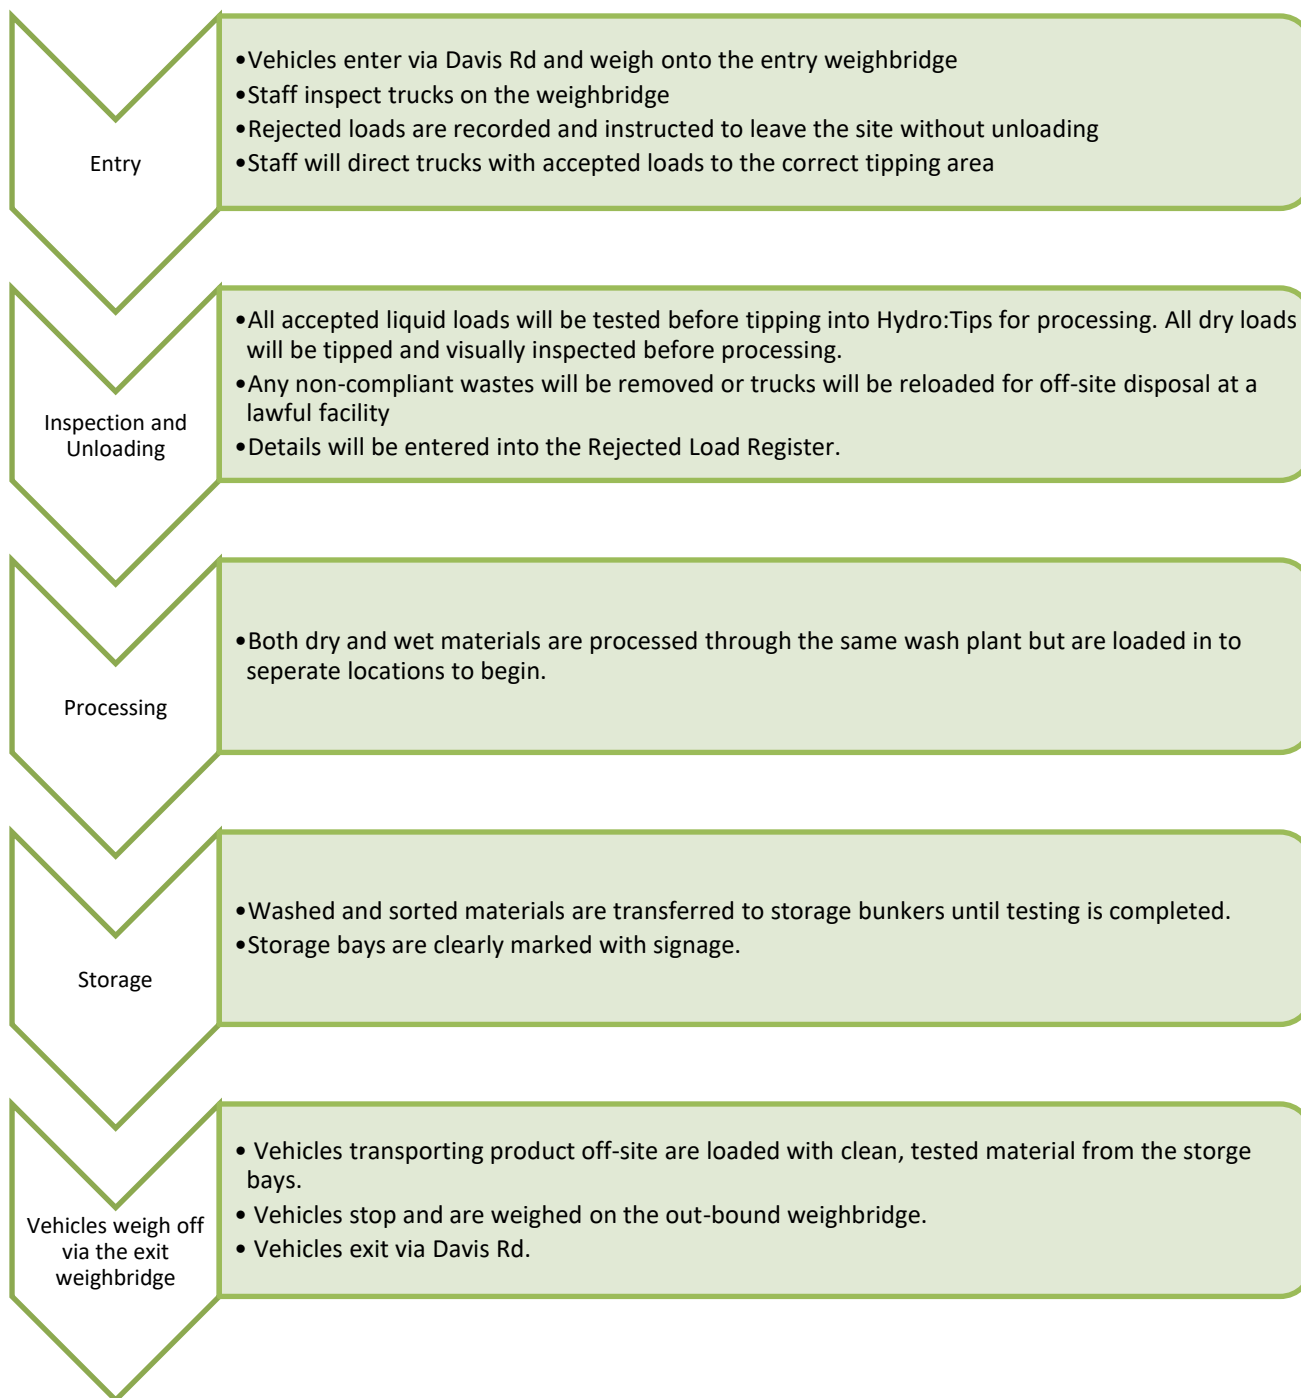 Entry
•Vehicles enter via Davis Rd and weigh onto the entry weighbridge
•Staff inspect trucks on the weighbridge
•Rejected loads are recorded and instructed to leave the site without unloading
•Staff will direct trucks with accepted loads to the correct tipping area
Inspection and
Unloading
•All accepted liquid loads will be tested before tipping into Hydro:Tips for processing. All dry loads
will be tipped and visually inspected before processing.
•Any non-compliant wastes will be removed or trucks will be reloaded for off-site disposal at a
lawful facility
•Details will be entered into the Rejected Load Register.
Processing
•Both dry and wet materials are processed through the same wash plant but are loaded in to
seperate locations to begin.
Storage
•Washed and sorted materials are transferred to storage bunkers until testing is completed.
•Storage bays are clearly marked with signage.
Vehicles weigh off
via the exit
weighbridge
• Vehicles transporting product off-site are loaded with clean, tested material from the storge
bays.
• Vehicles stop and are weighed on the out-bound weighbridge.
• Vehicles exit via Davis Rd.